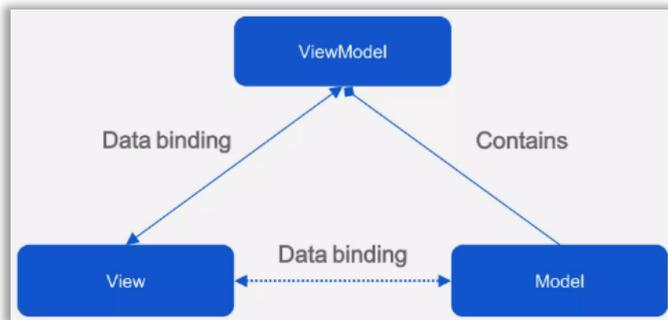 ViewModel
Data binding
Contains
Data binding
View
Model